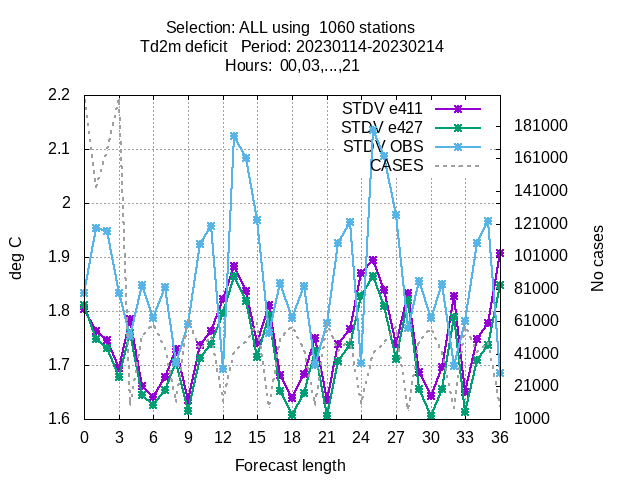 Selection: ALL using  1060 stations
Td2m deficit   Period: 20230114-20230214
Hours:  00,03,...,21
STDV e411
STDV e427
STDV OBS
CASES
2.2
2.1
2
1.9
1.8
1.7
1.6
deg C
181000
161000
141000
121000
101000
81000
61000
41000
21000
1000
No cases
0 3 6 9 12 15 18 21 24 27 30 33 36
Forecast length